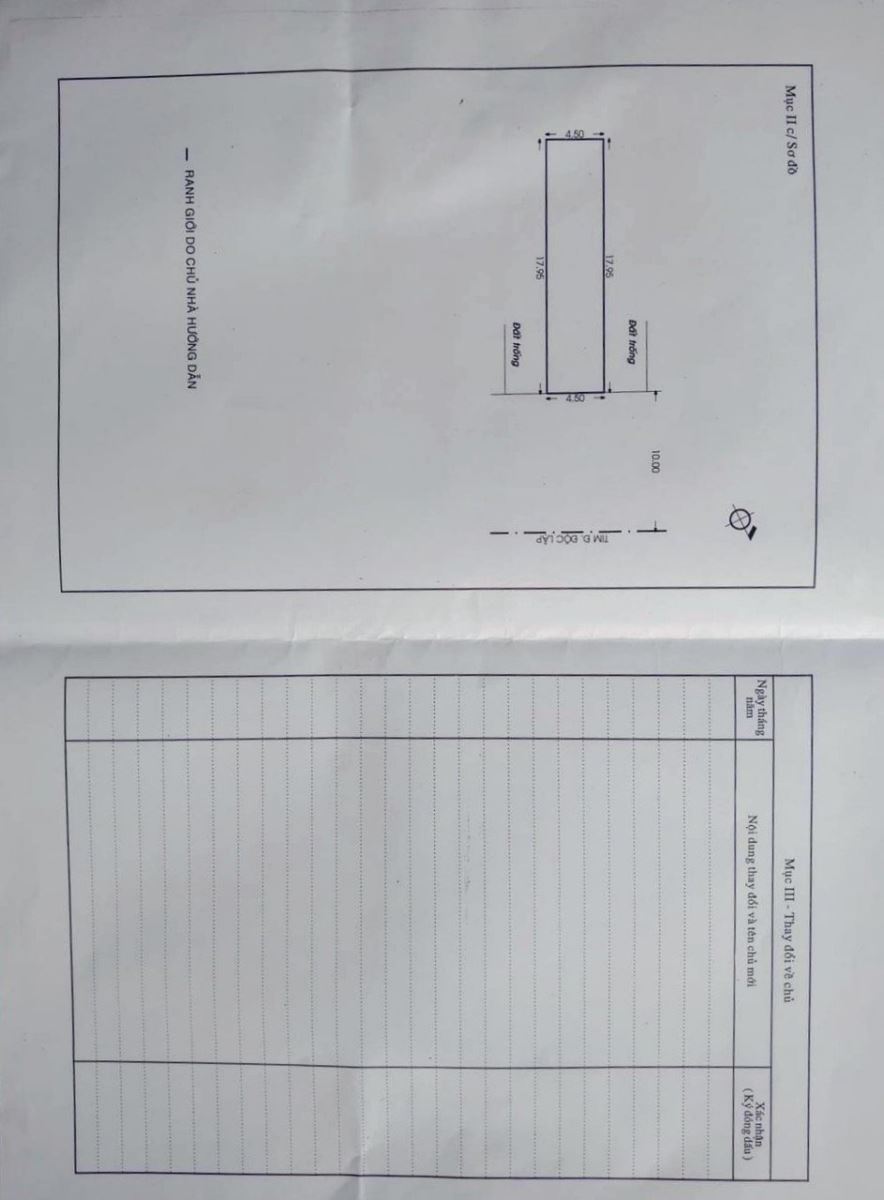 Mục II c/ Sơ đồ
4.50
17.95
17.95
Đất trống
Đất trống
4.50
10.00
TIM Đ. ĐỘC LẬP
— RANH GIỚI DO CHỦ NHÀ HƯỚNG DẪN
Mục III - Thay đổi về chủ
Ngày tháng
năm
Nội dung thay đổi và tên chủ mới
Xác nhận
( Ký đóng dấu )